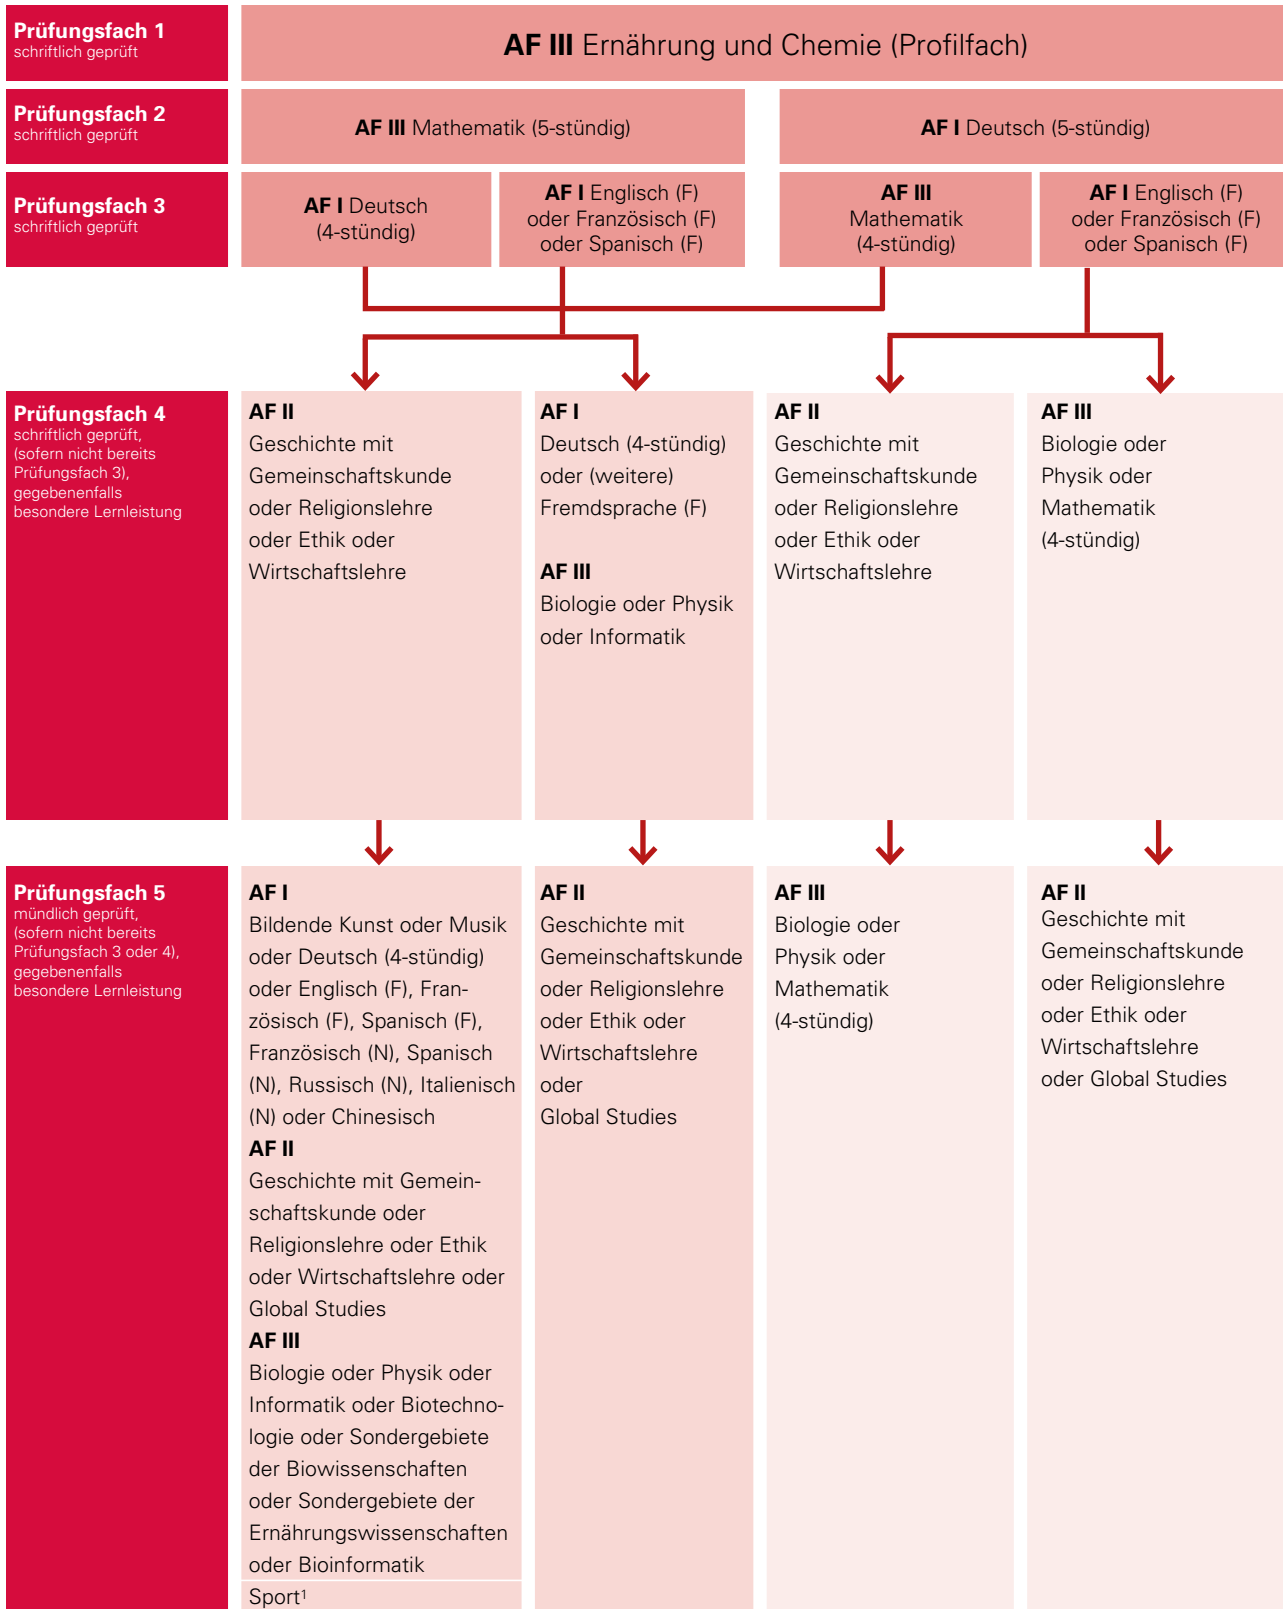 Prüfungsfach 1
schriftlich geprüft
AF III Ernährung und Chemie (Profilfach)
Prüfungsfach 2
schriftlich geprüft
AF III Mathematik (5-stündig)
AF I Deutsch (5-stündig)
Prüfungsfach 3
schriftlich geprüft
AF I Deutsch
(4-stündig)
AF I Englisch (F)
oder Französisch (F)
oder Spanisch (F)
AF III
Mathematik
(4-stündig)
AF I Englisch (F)
oder Französisch (F)
oder Spanisch (F)
Prüfungsfach 4
schriftlich geprüft,
(sofern nicht bereits
Prüfungsfach 3),
gegebenenfalls
besondere Lernleistung
AF II
Geschichte mit
Gemeinschaftskunde
oder Religionslehre
oder Ethik oder
Wirtschaftslehre
AF I
Deutsch (4-stündig)
oder (weitere)
Fremdsprache (F)
AF III
Biologie oder Physik
oder Informatik
AF II
Geschichte mit
Gemeinschaftskunde
oder Religionslehre
oder Ethik oder
Wirtschaftslehre
AF III
Biologie oder
Physik oder
Mathematik
(4-stündig)
Prüfungsfach 5
mündlich geprüft,
(sofern nicht bereits
Prüfungsfach 3 oder 4),
gegebenenfalls
besondere Lernleistung
AF I
Bildende Kunst oder Musik
oder Deutsch (4-stündig)
oder Englisch (F), Fran-
zösisch (F), Spanisch (F),
Französisch (N), Spanisch
(N), Russisch (N), Italienisch
(N) oder Chinesisch
AF II
Geschichte mit Gemein-
schaftskunde oder
Religionslehre oder Ethik
oder Wirtschaftslehre oder
Global Studies
AF III
Biologie oder Physik oder
Informatik oder Biotechno-
logie oder Sondergebiete
der Biowissenschaften
oder Sondergebiete der
Ernährungswissenschaften
oder Bioinformatik
Sport¹
AF II
Geschichte mit
Gemeinschaftskunde
oder Religionslehre
oder Ethik oder
Wirtschaftslehre
oder
Global Studies
AF III
Biologie oder
Physik oder
Mathematik
(4-stündig)
AF II
Geschichte mit
Gemeinschaftskunde
oder Religionslehre
oder Ethik oder
Wirtschaftslehre
oder Global Studies